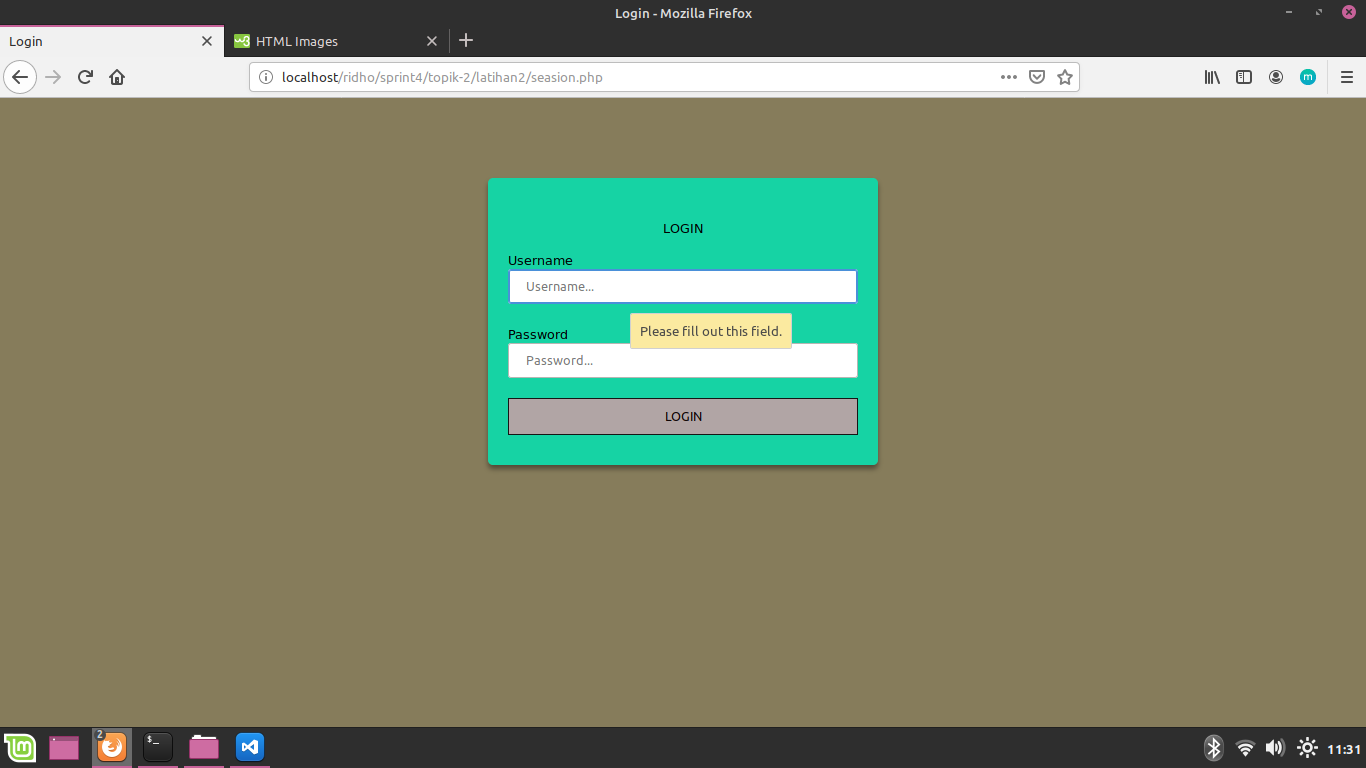 Login - Mozilla Firefox
Login
HTML Images
localhost/ridho/sprint4/topik-2/latihan2/seasion.php
m
LOGIN
Username
Username...
Please fill out this field.
Password
Password...
LOGIN
2
$_
11:31